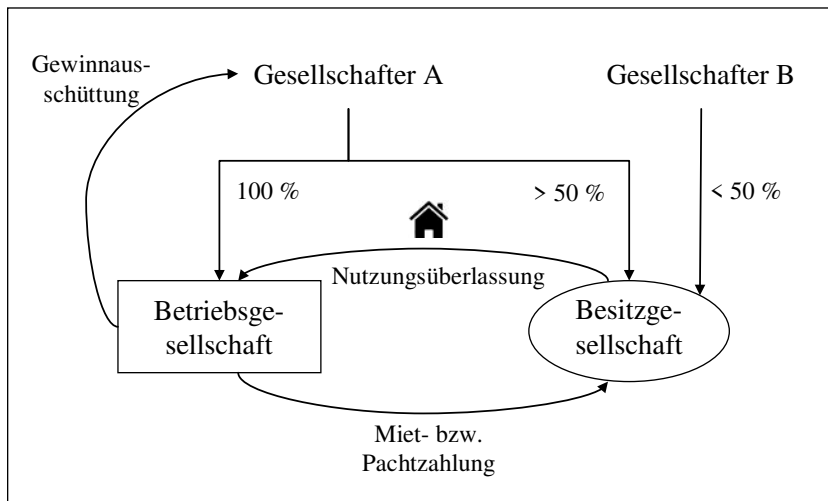 Gewinnaus-
schüttung
Gesellschafter A
Gesellschafter B
100 %
> 50 %
< 50 %
Nutzungsüberlassung
Betriebsge-
sellschaft
Besitzge-
sellschaft
Miet- bzw.
Pachtzahlung